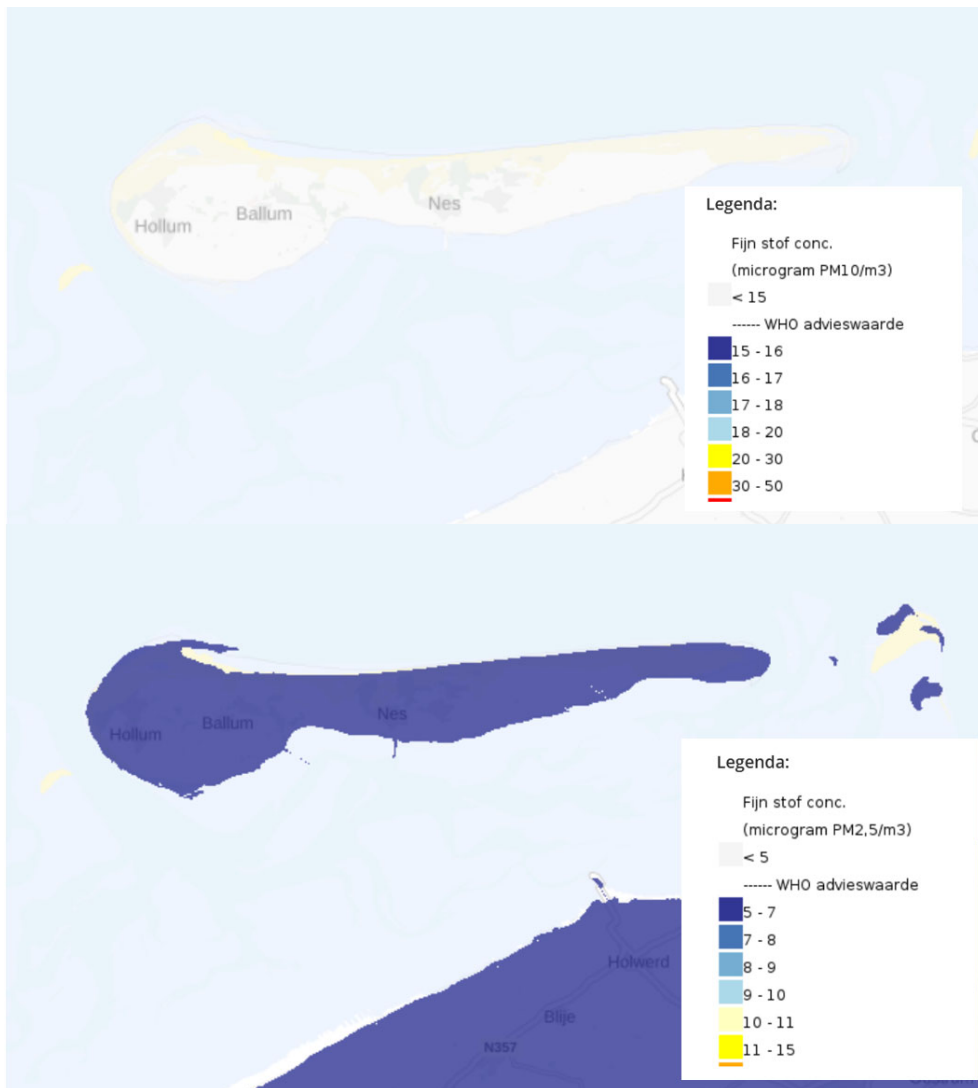 Hollum
Ballum
Nes
Legenda:
Fijn stof conc.
(microgram PM10/m3)
< 15
------ WHO advieswaarde
15 - 16
16 - 17
17 - 18
18 - 20
20 - 30
30 - 50
Hollum
Ballum
Nes
Holwerd
Blije
N357
Legenda:
Fijn stof conc.
(microgram PM2,5/m3)
< 5
------ WHO advieswaarde
5 - 7
7 - 8
8 - 9
9 - 10
10 - 11
11 - 15